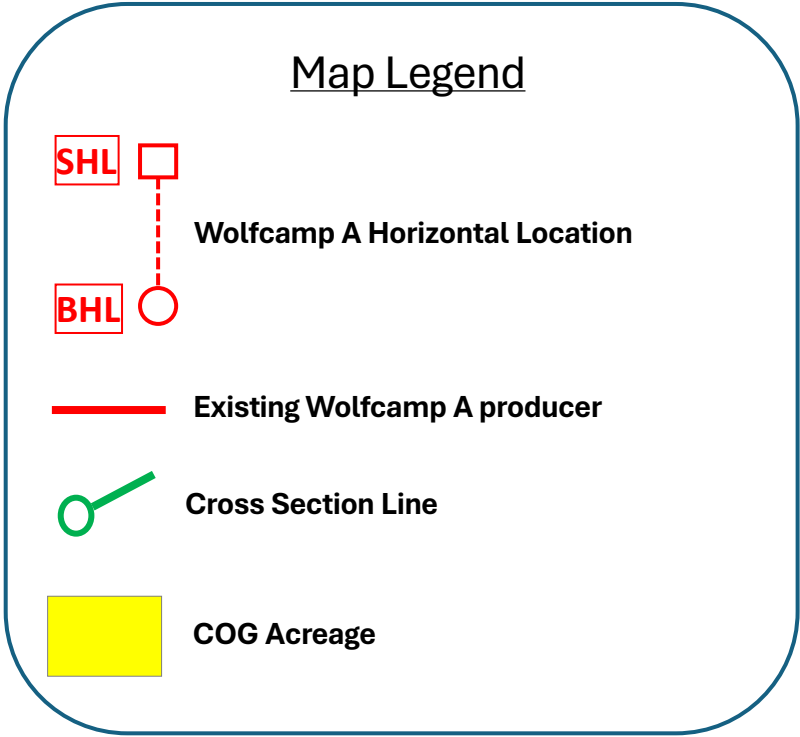 Map Legend
SHL
Wolfcamp A Horizontal Location
BHL
Existing Wolfcamp A producer
Cross Section Line
COG Acreage